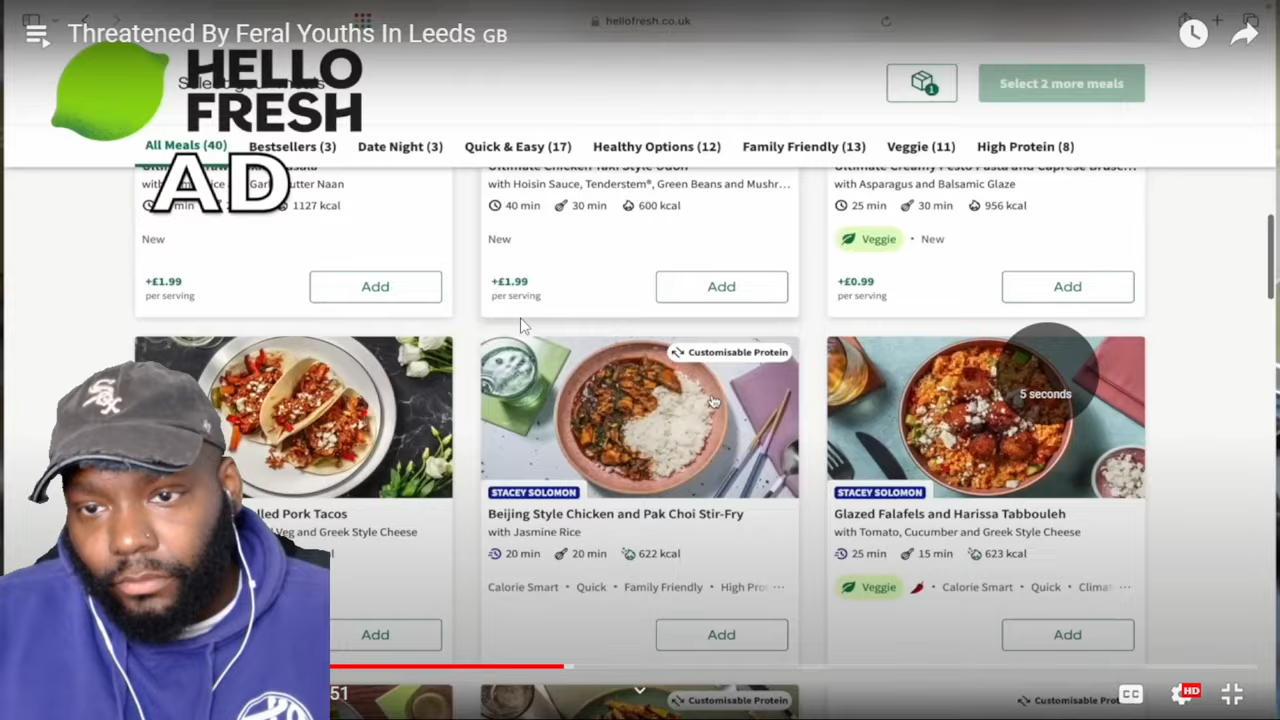 Threatened By Feral Youths In Leeds GB
hellofresh.co.uk
HELLO
FRESH
AD
1
Select 2 more meals
All Meals (40)
Bestsellers (3)
Date Night (3)
Quick & Easy (17)
Healthy Options (12)
Family Friendly (13)
Veggie (11)
High Protein (8)
Naan
1127 kcal
New
+£1.99
per serving
Add
with Hoisin Sauce, Tenderstem®, Green Beans and Mushr...
40 min
30 min
600 kcal
New
+£1.99
per serving
Add
with Asparagus and Balsamic Glaze
25 min
30 min
956 kcal
Veggie • New
+£0.99
per serving
Add
Pork Tacos
Veg and Greek Style Cheese
Add
Customisable Protein
STACEY SOLOMON
Beijing Style Chicken and Pak Choi Stir-Fry
with Jasmine Rice
20 min
20 min
622 kcal
Calorie Smart • Quick • Family Friendly • High Pro ...
Add
5 seconds
STACEY SOLOMON
Glazed Falafels and Harissa Tabbouleh
with Tomato, Cucumber and Greek Style Cheese
25 min
15 min
623 kcal
Veggie • Calorie Smart • Quick • Clima ...
Add
Customisable Protein
Customisable Pro
51
CC
HD
Sox